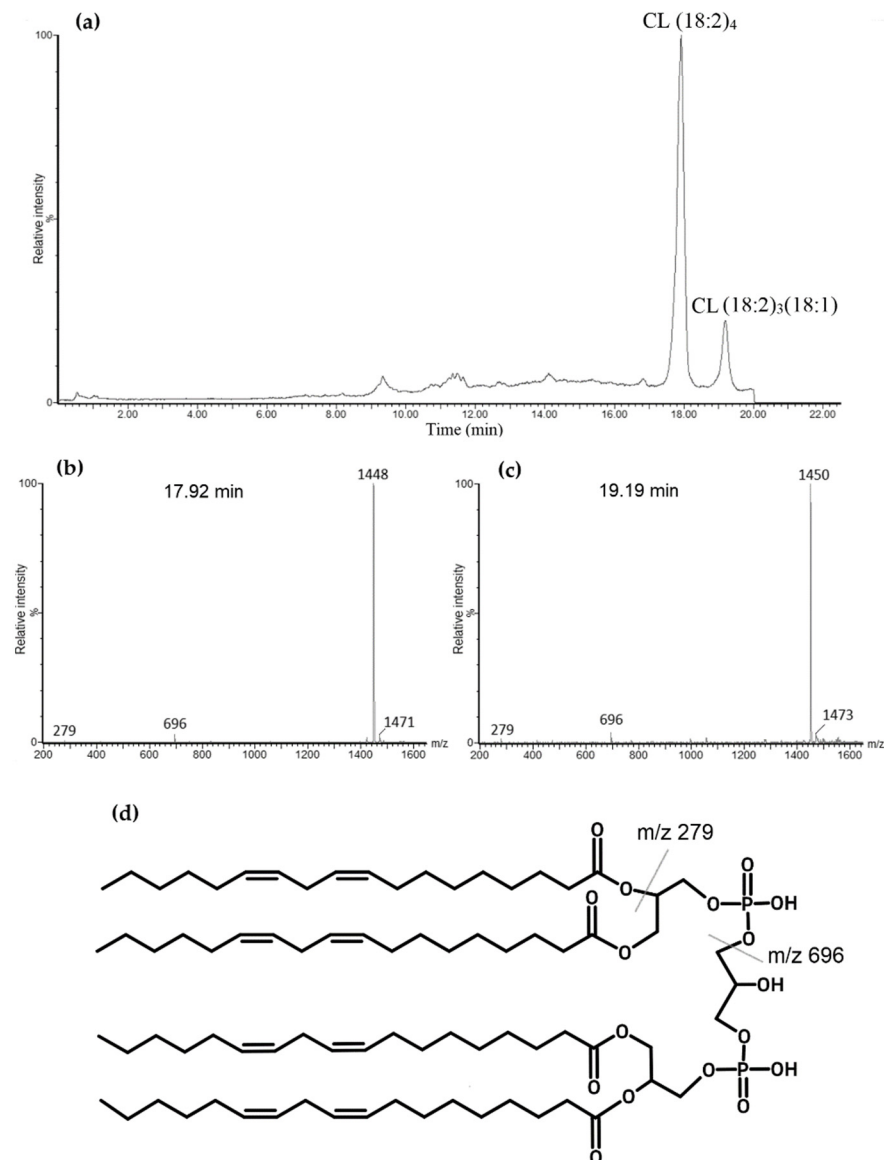 (a)
CL (18:2)₄
CL (18:2)₃(18:1)
100
%
0
Relative intensity
2.00 4.00 6.00 8.00 10.00 12.00 14.00 16.00 18.00 20.00 22.00
Time (min)
(b)
17.92 min
1448
100
%
0
Relative intensity
279
696
1471
200 400 600 800 1000 1200 1400 1600 m/z
(c)
19.19 min
1450
100
%
0
Relative intensity
279
696
1473
200 400 600 800 1000 1200 1400 1600 m/z
(d)
O
m/z 279
O
O
O
P
OH
O
O
O
m/z 696
OH
O
O
O
O
P
OH
O
O
O